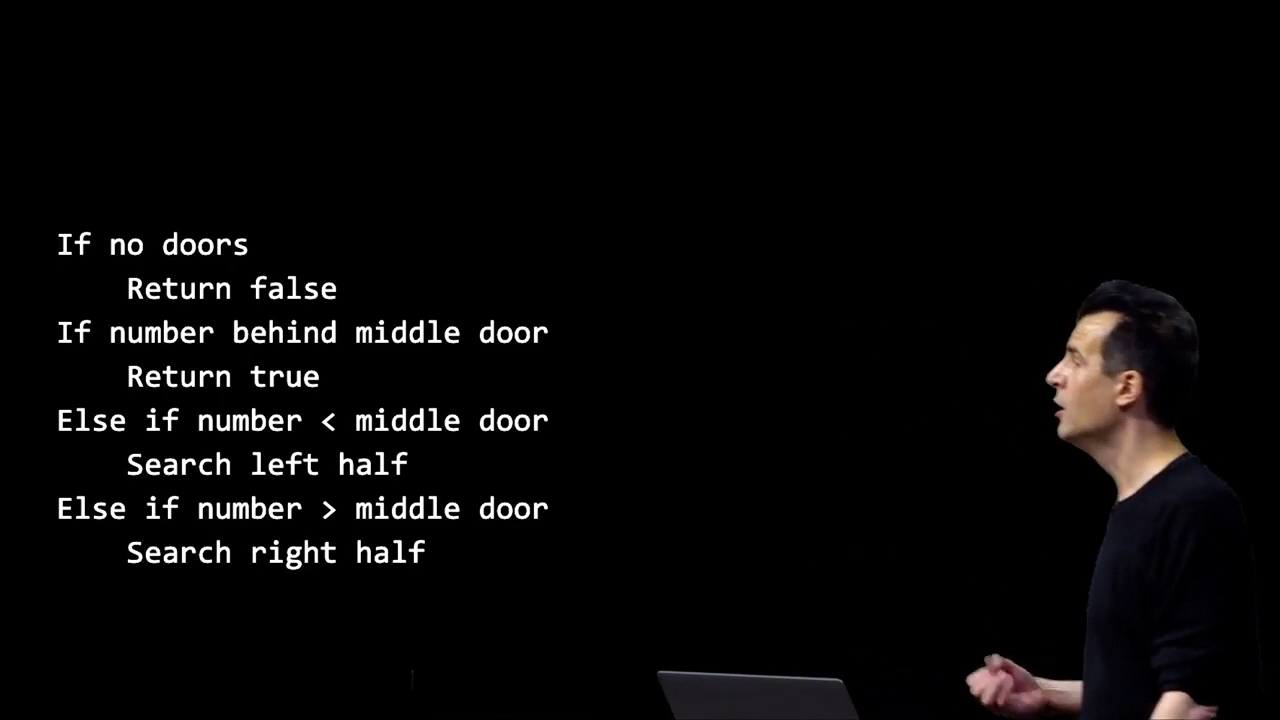 If no doors
    Return false
If number behind middle door
    Return true
Else if number < middle door
    Search left half
Else if number > middle door
    Search right half